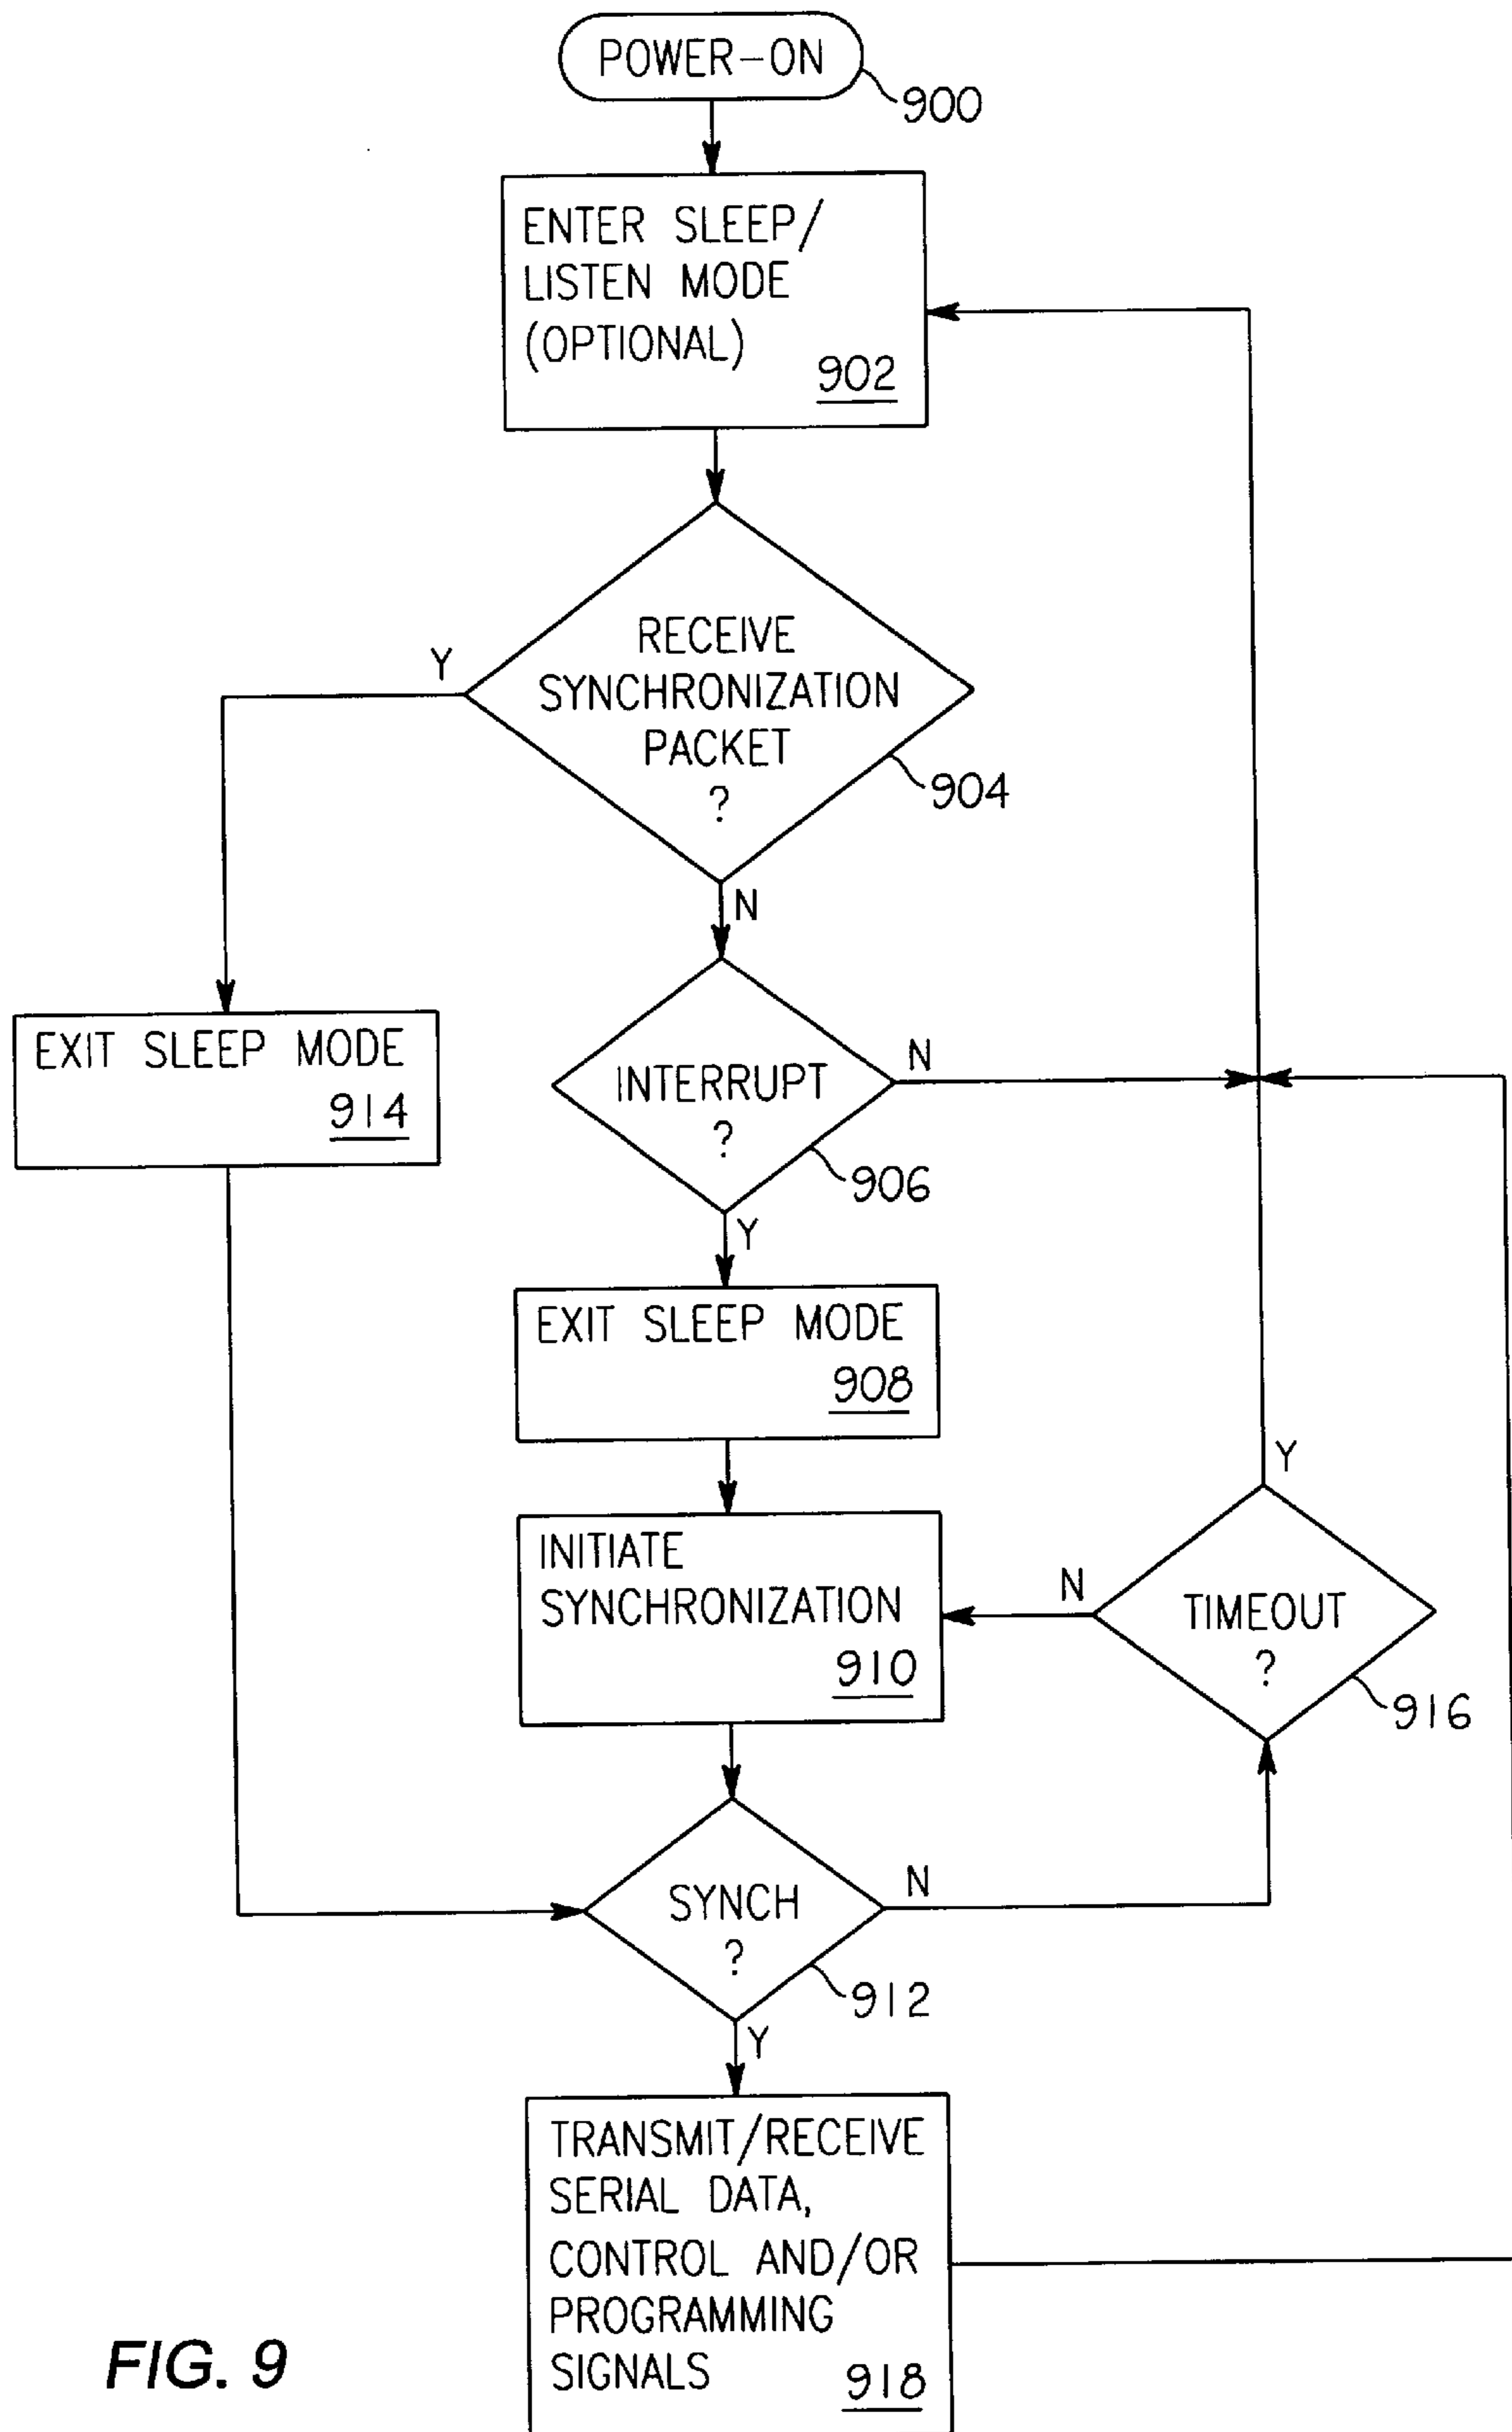 POWER-ON
900
ENTER SLEEP/
LISTEN MODE
(OPTIONAL)
902
RECEIVE
SYNCHRONIZATION
PACKET
?
904
Y
N
EXIT SLEEP MODE
914
INTERRUPT
?
906
N
Y
EXIT SLEEP MODE
908
INITIATE
SYNCHRONIZATION
910
TIMEOUT
?
916
Y
N
SYNCH
?
912
N
Y
TRANSMIT/RECEIVE
SERIAL DATA,
CONTROL AND/OR
PROGRAMMING
SIGNALS
918
FIG. 9